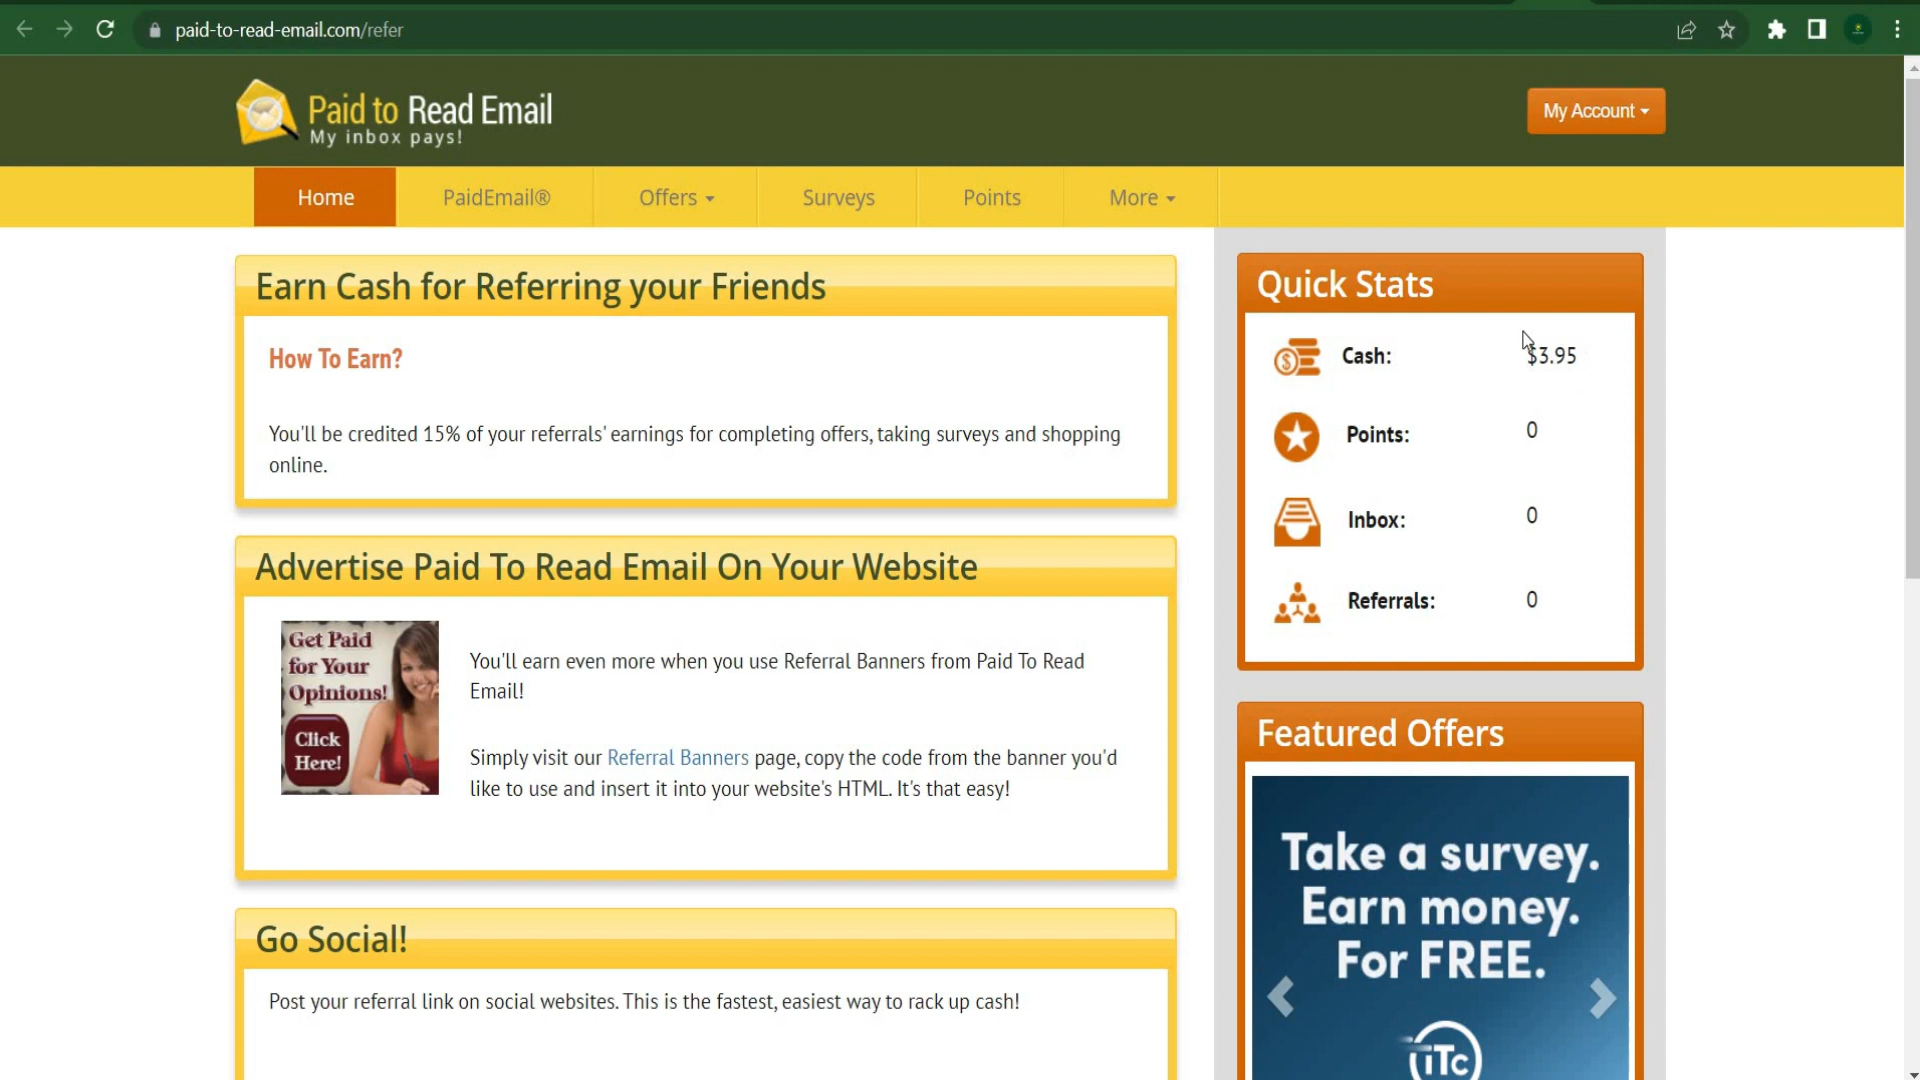 paid-to-read-email.com/refer
Paid to Read Email
My inbox pays!
My Account
Home
PaidEmail®
Offers
Surveys
Points
More
Earn Cash for Referring your Friends
How To Earn?
You'll be credited 15% of your referrals' earnings for completing offers, taking surveys and shopping
online.
Advertise Paid To Read Email On Your Website
Get Paid
for Your
Opinions!
Click
Here!
You'll earn even more when you use Referral Banners from Paid To Read
Email!
Simply visit our Referral Banners page, copy the code from the banner you'd
like to use and insert it into your website's HTML. It's that easy!
Go Social!
Post your referral link on social websites. This is the fastest, easiest way to rack up cash!
Quick Stats
Cash: $3.95
Points: 0
Inbox: 0
Referrals: 0
Featured Offers
Take a survey.
Earn money.
For FREE.
iTc